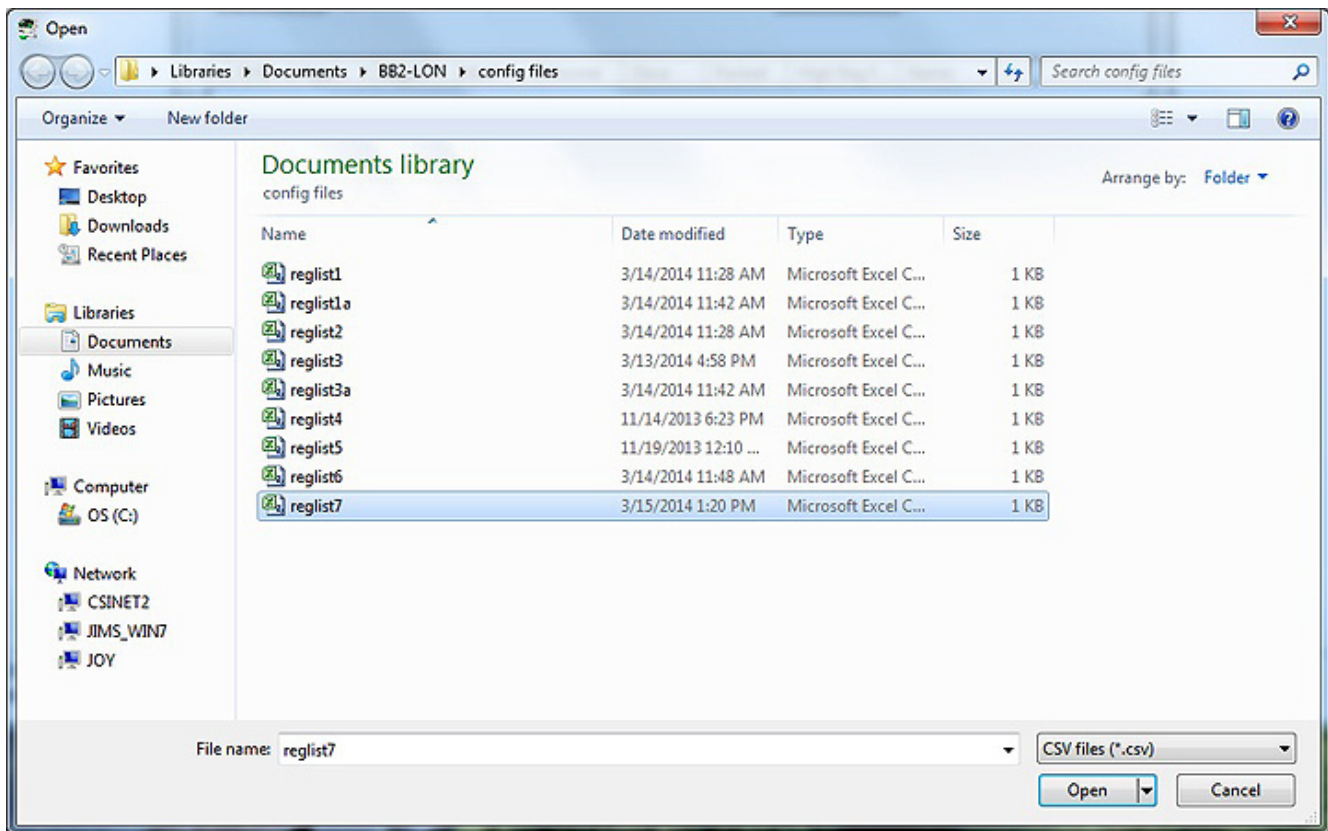 Open
Libraries Documents BB2-LON config files Search config files
Organize New folder
Favorites
Desktop
Downloads
Recent Places
Libraries
Documents
Music
Pictures
Videos
Computer
OS (C:)
Network
CSINET2
JIMS_WIN7
JOY
Documents library
config files
Arrange by: Folder
Name Date modified Type Size
reglist1 3/14/2014 11:28 AM Microsoft Excel C... 1 KB
reglist1a 3/14/2014 11:42 AM Microsoft Excel C... 1 KB
reglist2 3/14/2014 11:28 AM Microsoft Excel C... 1 KB
reglist3 3/13/2014 4:58 PM Microsoft Excel C... 1 KB
reglist3a 3/14/2014 11:42 AM Microsoft Excel C... 1 KB
reglist4 11/14/2013 6:23 PM Microsoft Excel C... 1 KB
reglist5 11/19/2013 12:10 ... Microsoft Excel C... 1 KB
reglist6 3/14/2014 11:48 AM Microsoft Excel C... 1 KB
reglist7 3/15/2014 1:20 PM Microsoft Excel C... 1 KB
File name: reglist7 CSV files (*.csv)
Open Cancel